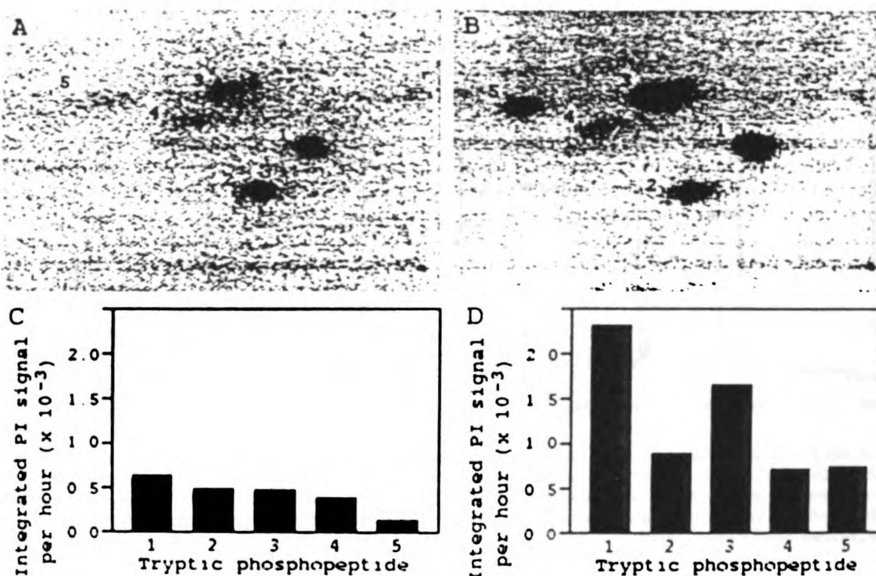 A
5
3
4
1
B
3
5
4
1
2
C
Integrated PI signal
per hour (x 10⁻³)
2.0
1 5
1 0
0 5
0
1 2 3 4 5
Tryptic phosphopeptide
D
Integrated PI signal
per hour (x 10⁻³)
2 0
1 5
1 0
0 5
0
1 2 3 4 5
Tryptic phosphopeptide